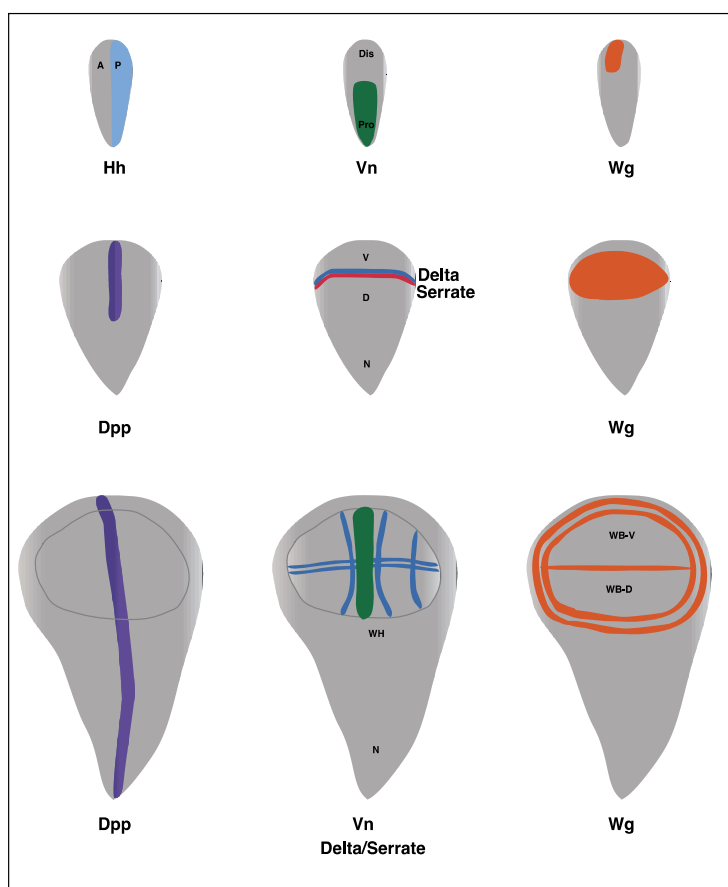 A P
Dis
Pro
Hh
Vn
Wg
V
Delta
Serrate
D
N
Dpp
Wg
WB-V
WB-D
WH
N
Dpp
Vn
Wg
Delta/Serrate